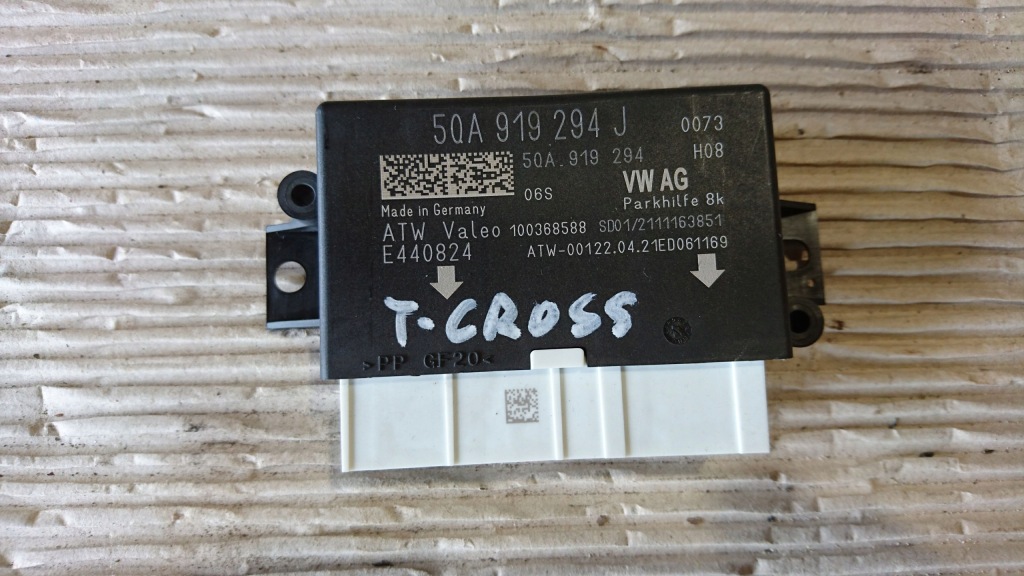 5QA 919 294 J
0073
5QA.919 294
H08
06S
VW AG
Parkhilfe 8k
Made in Germany
ATW Valeo 100368588 SD01/2111163851
E440824
ATW-00122.04.21ED061169
T-CROSS
>PP GF20<